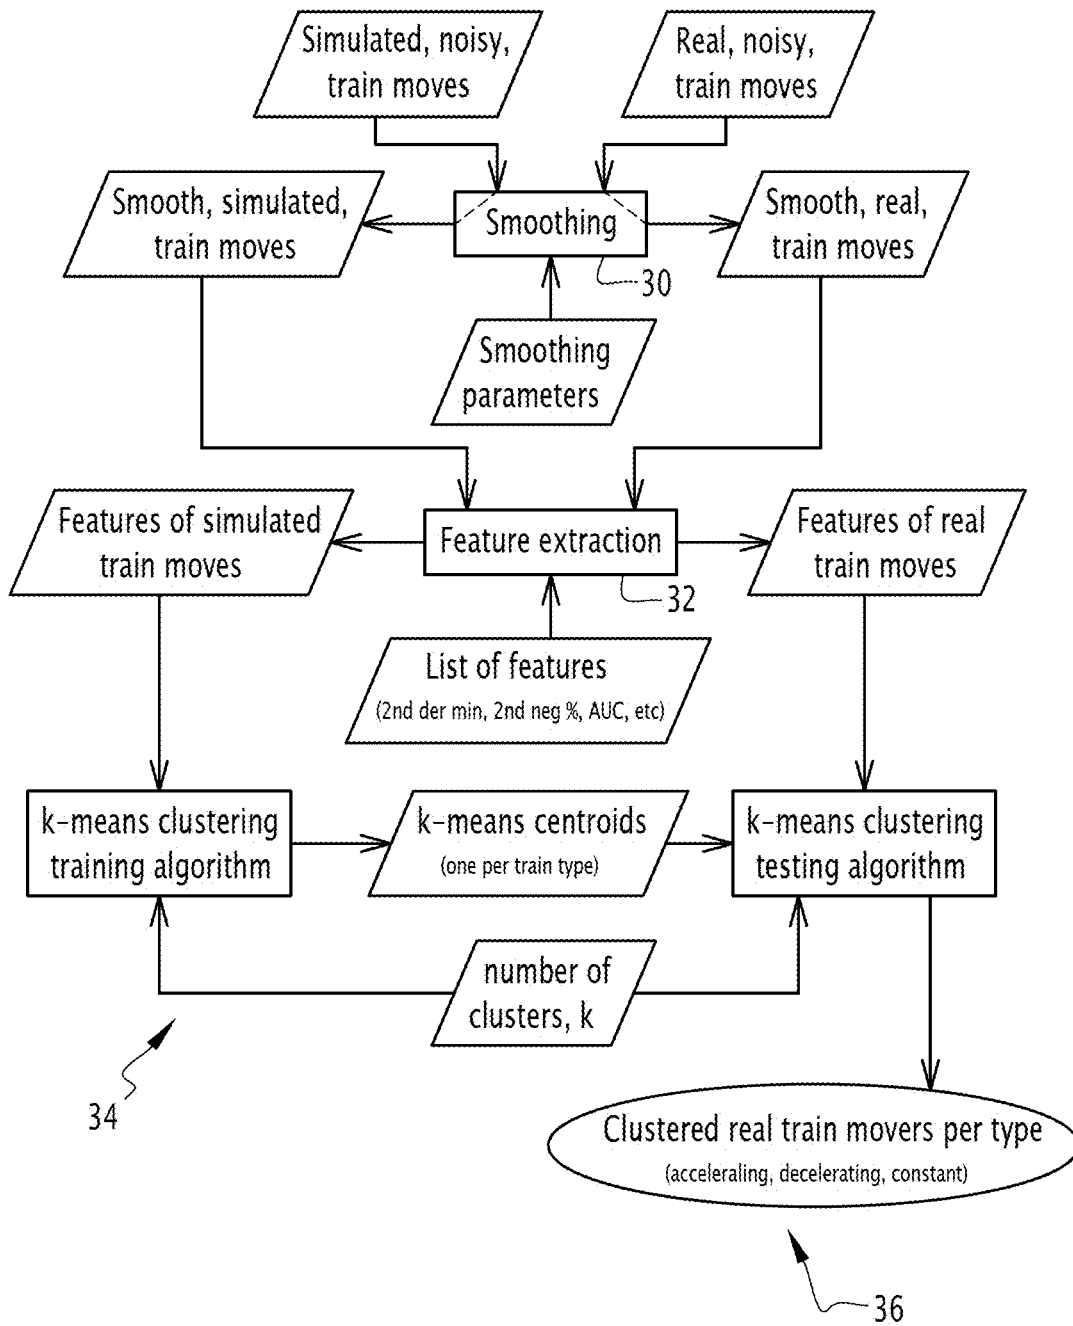 Simulated, noisy,
train moves
Real, noisy,
train moves
Smooth, simulated,
train moves
Smoothing
Smooth, real,
train moves
30
Smoothing
parameters
Features of simulated
train moves
Feature extraction
Features of real
train moves
32
List of features
(2nd der min, 2nd neg %, AUC, etc)
k-means clustering
training algorithm
k-means centroids
(one per train type)
k-means clustering
testing algorithm
number of
clusters, k
34
Clustered real train movers per type
(acceleraling, decelerating, constant)
36